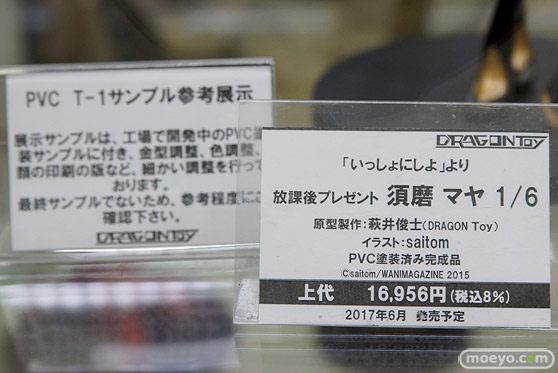 PVC T-1サンプル参考展示
展示サンプルは、工場で開発中のPVC塗
装サンプルに付き、金型調整、色調整、
顔の印刷の版など、細かい調整を行って
おります。
最終サンプルでないため、参考程度にご
確認下さい。
DRAGON TOY
DRAGON TOY
「いっしょにしよ」より
放課後プレゼント 須磨 マヤ 1/6
原型製作:萩井俊士(DRAGON Toy)
イラスト:saitom
PVC塗装済み完成品
©saitom/WANIMAGAZINE 2015
上代 16,956円(税込8%)
2017年6月 発売予定
moeyo.com